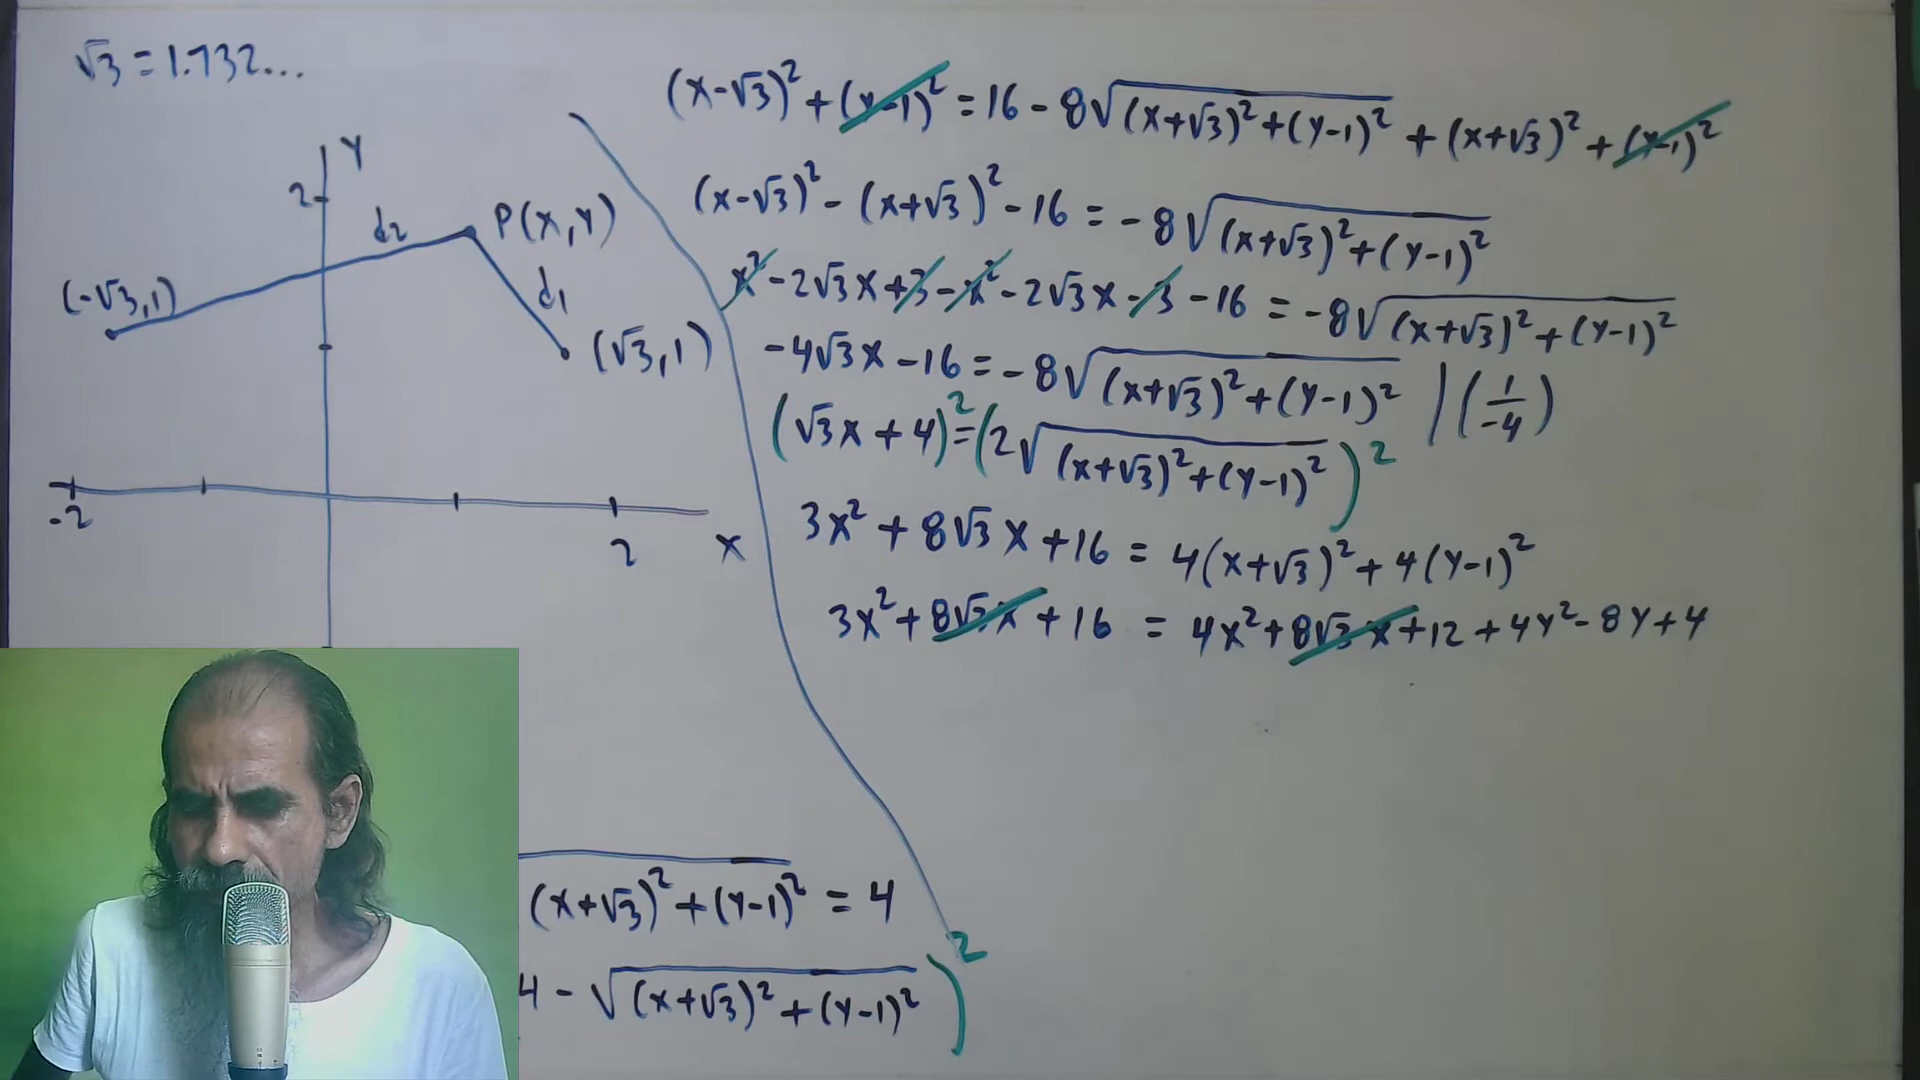 √3 = 1.732...
Y
2
d2
P(x,y)
(-√3,1)
d1
(√3,1)
-2
2
x
(x+√3)²+(y-1)² = 4
4 - √((x+√3)²+(y-1)²) )²
(x-√3)²+(y-1)² = 16 - 8√((x+√3)²+(y-1)²) + (x+√3)² + (y-1)²
(x-√3)² - (x+√3)² - 16 = -8√((x+√3)²+(y-1)²)
x² - 2√3x + 3 - x² - 2√3x - 3 - 16 = -8√((x+√3)²+(y-1)²)
-4√3x - 16 = -8√((x+√3)²+(y-1)²) | (1/-4)
(√3x + 4)² = (2√((x+√3)²+(y-1)²))²
3x² + 8√3x + 16 = 4(x+√3)² + 4(y-1)²
3x² + 8√3x + 16 = 4x² + 8√3x + 12 + 4y² - 8y + 4